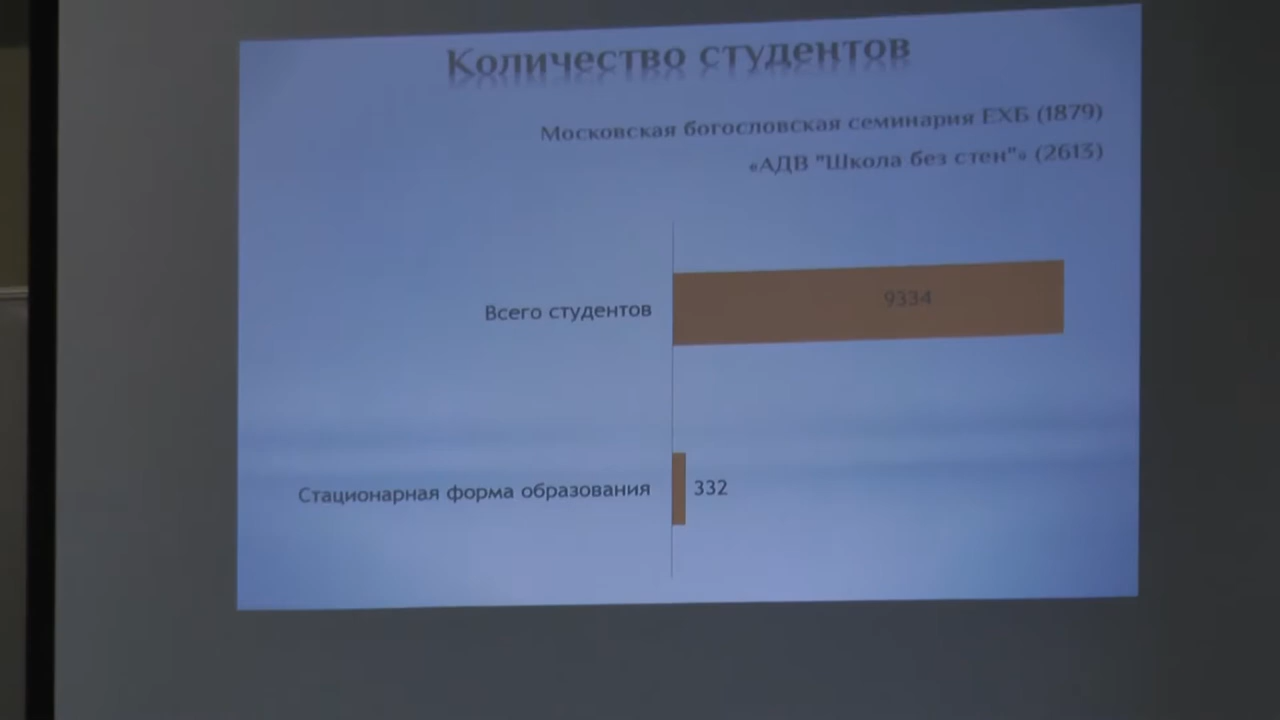 Количество студентов
Московская богословская семинария ЕХБ (1879)
«АДВ "Школа без стен"» (2613)
Всего студентов
9334
Стационарная форма образования
332